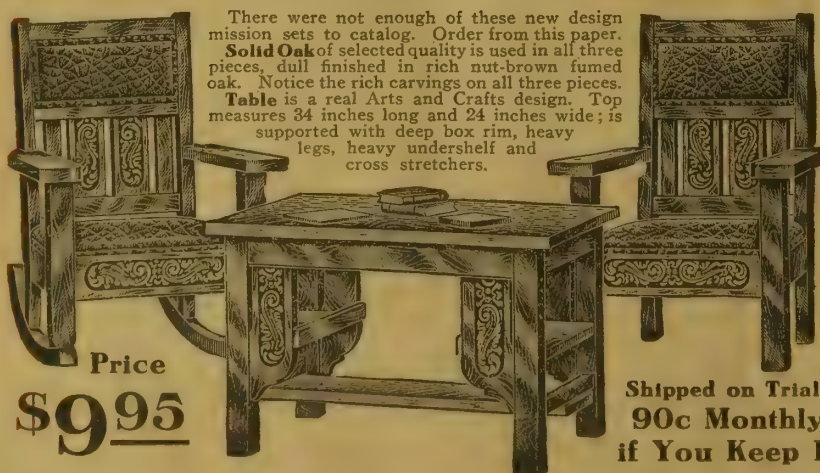 There were not enough of these new design
mission sets to catalog. Order from this paper.
Solid Oak of selected quality is used in all three
pieces, dull finished in rich nut-brown fumed
oak. Notice the rich carvings on all three pieces.
Table is a real Arts and Crafts design. Top
measures 34 inches long and 24 inches wide; is
supported with deep box rim, heavy
legs, heavy undershelf and
cross stretchers.
Price
$9 95
Shipped on Trial
90c Monthly
if You Keep